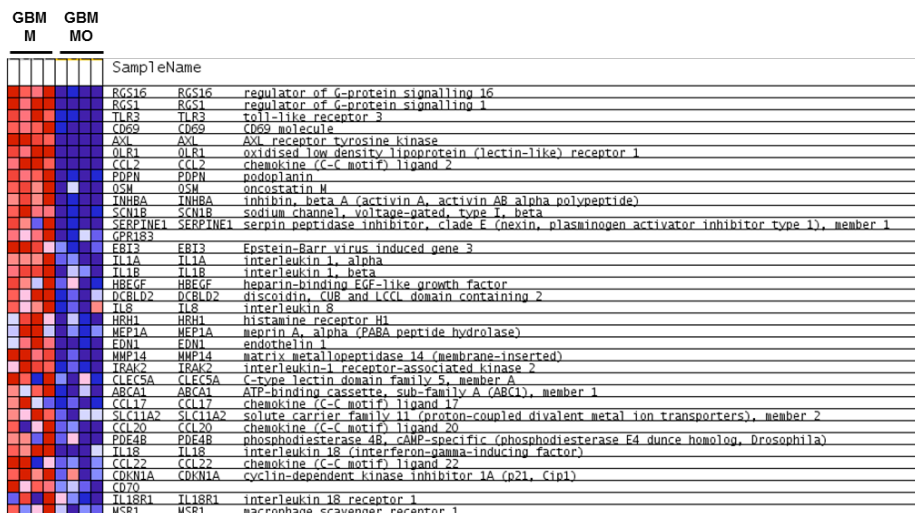 GBM GBM
M MO
SampleName
RGS16 RGS16 regulator of G-protein signalling 16
RGS1 RGS1 regulator of G-protein signalling 1
TLR3 TLR3 toll-like receptor 3
CD69 CD69 CD69 molecule
AXL AXL AXL receptor tyrosine kinase
OLR1 OLR1 oxidised low density lipoprotein (lectin-like) receptor 1
CCL2 CCL2 chemokine (C-C motif) ligand 2
PDPN PDPN podoplanin
OSM OSM oncostatin M
INHBA INHBA inhibin, beta A (activin A, activin AB alpha polypeptide)
SCN1B SCN1B sodium channel, voltage-gated, type I, beta
SERPINE1 SERPINE1 serpin peptidase inhibitor, clade E (nexin, plasminogen activator inhibitor type 1), member 1
GPR183
EBI3 EBI3 Epstein-Barr virus induced gene 3
IL1A IL1A interleukin 1, alpha
IL1B IL1B interleukin 1, beta
HBEGF HBEGF heparin-binding EGF-like growth factor
DCBLD2 DCBLD2 discoidin, CUB and LCCL domain containing 2
IL8 IL8 interleukin 8
HRH1 HRH1 histamine receptor H1
MEP1A MEP1A meprin A, alpha (PABA peptide hydrolase)
EDN1 EDN1 endothelin 1
MMP14 MMP14 matrix metallopeptidase 14 (membrane-inserted)
IRAK2 IRAK2 interleukin-1 receptor-associated kinase 2
CLEC5A CLEC5A C-type lectin domain family 5, member A
ABCA1 ABCA1 ATP-binding cassette, sub-family A (ABC1), member 1
CCL17 CCL17 chemokine (C-C motif) ligand 17
SLC11A2 SLC11A2 solute carrier family 11 (proton-coupled divalent metal ion transporters), member 2
CCL20 CCL20 chemokine (C-C motif) ligand 20
PDE4B PDE4B phosphodiesterase 4B, cAMP-specific (phosphodiesterase E4 dunce homolog, Drosophila)
IL18 IL18 interleukin 18 (interferon-gamma-inducing factor)
CCL22 CCL22 chemokine (C-C motif) ligand 22
CDKN1A CDKN1A cyclin-dependent kinase inhibitor 1A (p21, Cip1)
CD70
IL18R1 IL18R1 interleukin 18 receptor 1
MSR1 MSR1 macrophage scavenger receptor 1